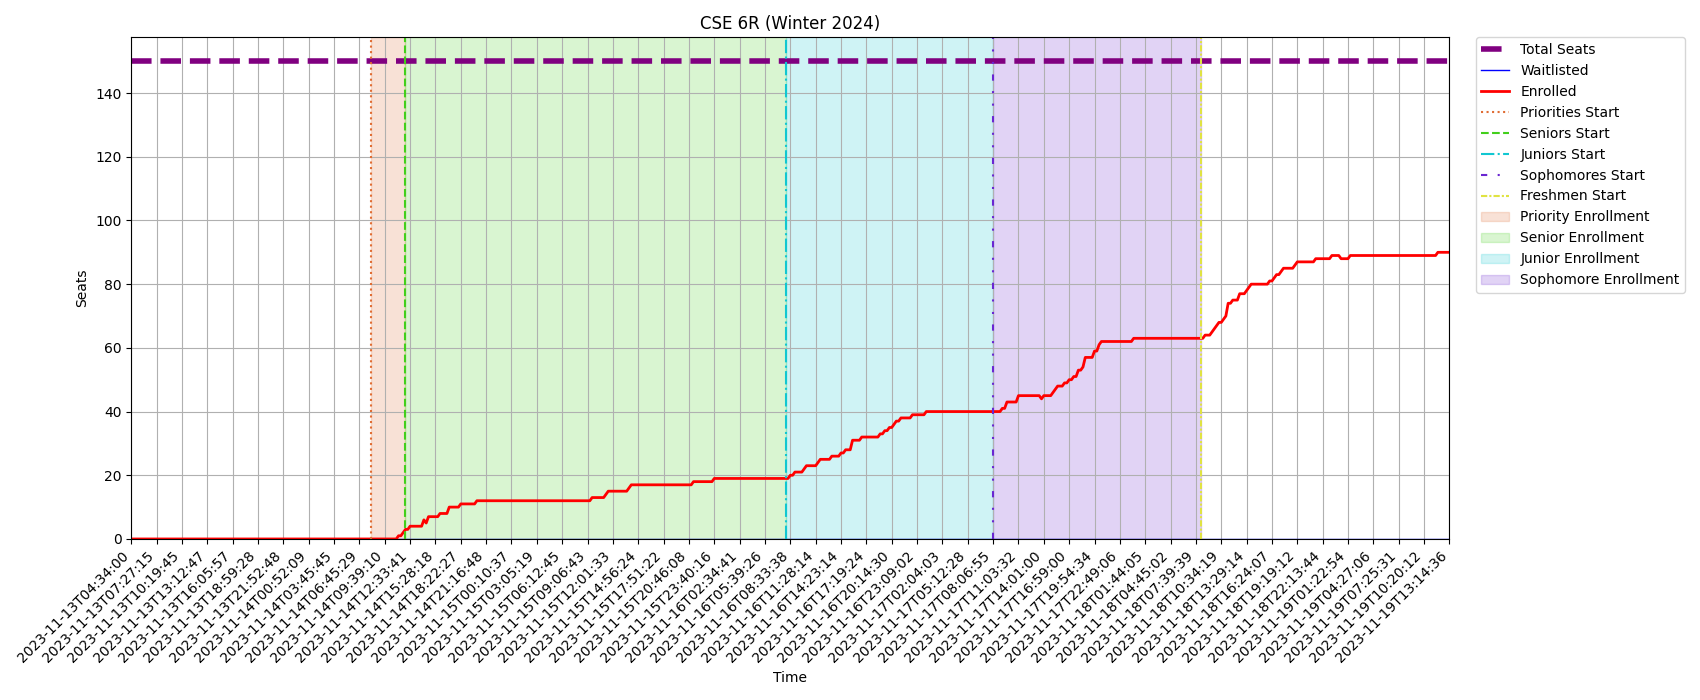 CSE 6R (Winter 2024)
Total Seats
Waitlisted
Enrolled
Priorities Start
Seniors Start
Juniors Start
Sophomores Start
Freshmen Start
Priority Enrollment
Senior Enrollment
Junior Enrollment
Sophomore Enrollment
Seats
140
120
100
80
60
40
20
0
2023-11-13T04:34:00
2023-11-13T07:27:15
2023-11-13T10:19:45
2023-11-13T13:12:47
2023-11-13T16:05:57
2023-11-13T18:59:28
2023-11-13T21:52:48
2023-11-14T00:52:09
2023-11-14T03:45:45
2023-11-14T06:45:29
2023-11-14T09:39:10
2023-11-14T12:33:41
2023-11-14T15:28:18
2023-11-14T18:22:27
2023-11-14T21:16:48
2023-11-15T00:10:37
2023-11-15T03:05:19
2023-11-15T06:12:45
2023-11-15T09:06:43
2023-11-15T12:01:33
2023-11-15T14:56:24
2023-11-15T17:51:22
2023-11-15T20:46:08
2023-11-15T23:40:16
2023-11-16T02:34:41
2023-11-16T05:39:26
2023-11-16T08:33:38
2023-11-16T11:28:14
2023-11-16T14:23:14
2023-11-16T17:19:24
2023-11-16T20:14:30
2023-11-16T23:09:02
2023-11-17T02:04:03
2023-11-17T05:12:28
2023-11-17T08:06:55
2023-11-17T11:03:32
2023-11-17T14:01:00
2023-11-17T16:59:00
2023-11-17T19:54:34
2023-11-17T22:49:06
2023-11-18T01:44:05
2023-11-18T04:45:02
2023-11-18T07:39:39
2023-11-18T10:34:19
2023-11-18T13:29:14
2023-11-18T16:24:07
2023-11-18T19:19:12
2023-11-18T22:13:44
2023-11-19T01:22:54
2023-11-19T04:27:06
2023-11-19T07:25:31
2023-11-19T10:20:12
2023-11-19T13:14:36
Time